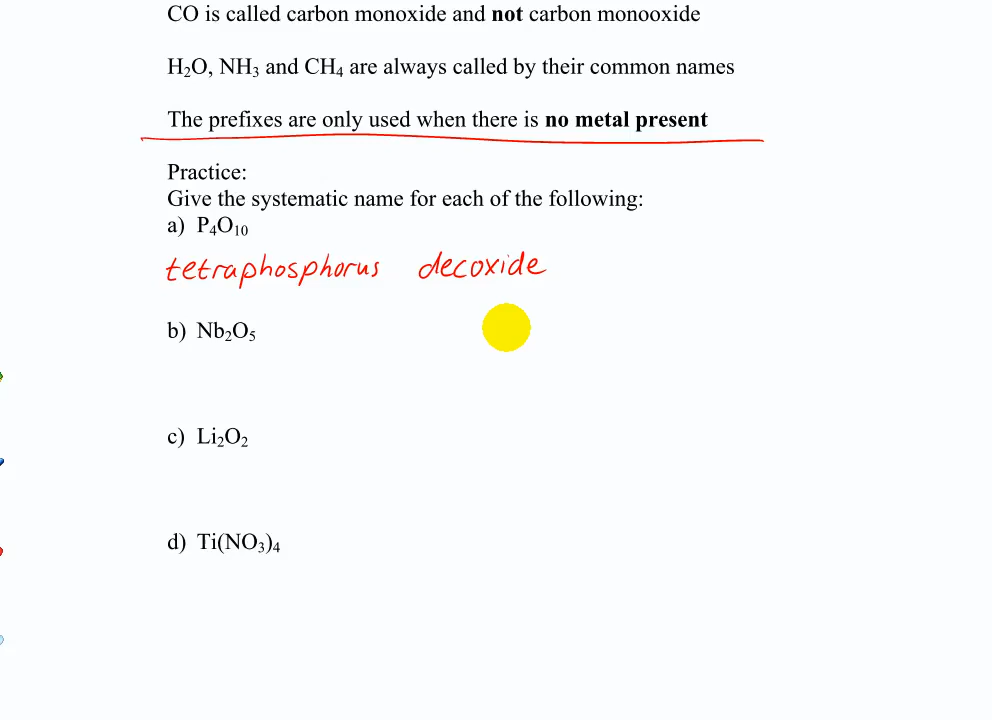 CO is called carbon monoxide and not carbon monooxide
H₂O, NH₃ and CH₄ are always called by their common names
The prefixes are only used when there is no metal present
Practice:
Give the systematic name for each of the following:
a) P₄O₁₀
tetraphosphorus decoxide
b) Nb₂O₅
c) Li₂O₂
d) Ti(NO₃)₄